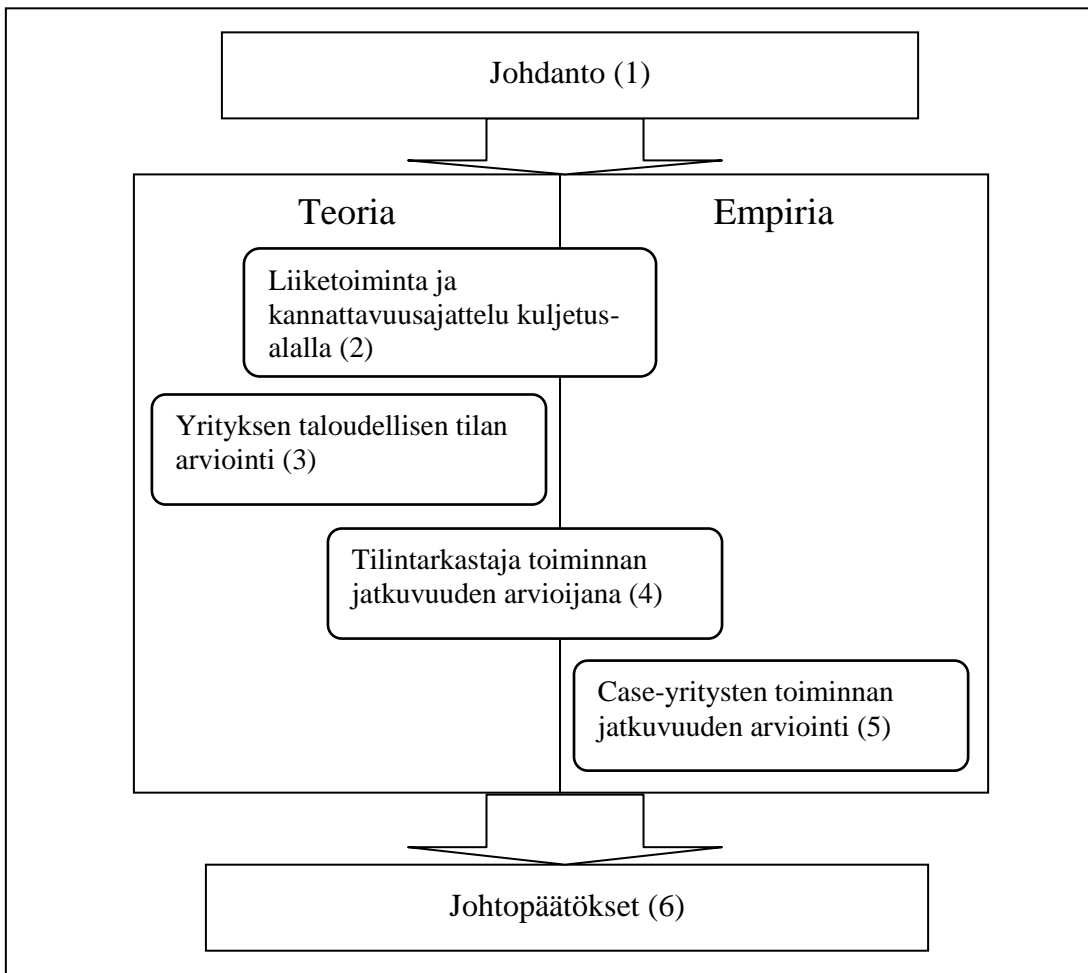 Johdanto (1)
Teoria
Empiria
Liiketoiminta ja
kannattavuusajattelu kuljetus-
alalla (2)
Yrityksen taloudellisen tilan
arviointi (3)
Tilintarkastaja toiminnan
jatkuvuuden arvioijana (4)
Case-yritysten toiminnan
jatkuvuuden arviointi (5)
Johtopäätökset (6)